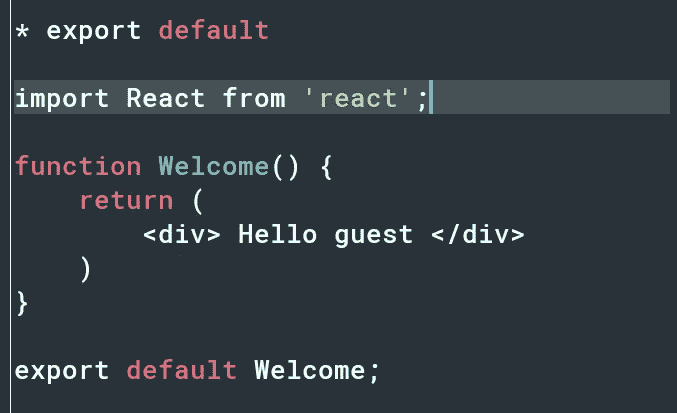 * export default
import React from 'react';
function Welcome() {
    return (
        <div> Hello guest </div>
    )
}
export default Welcome;